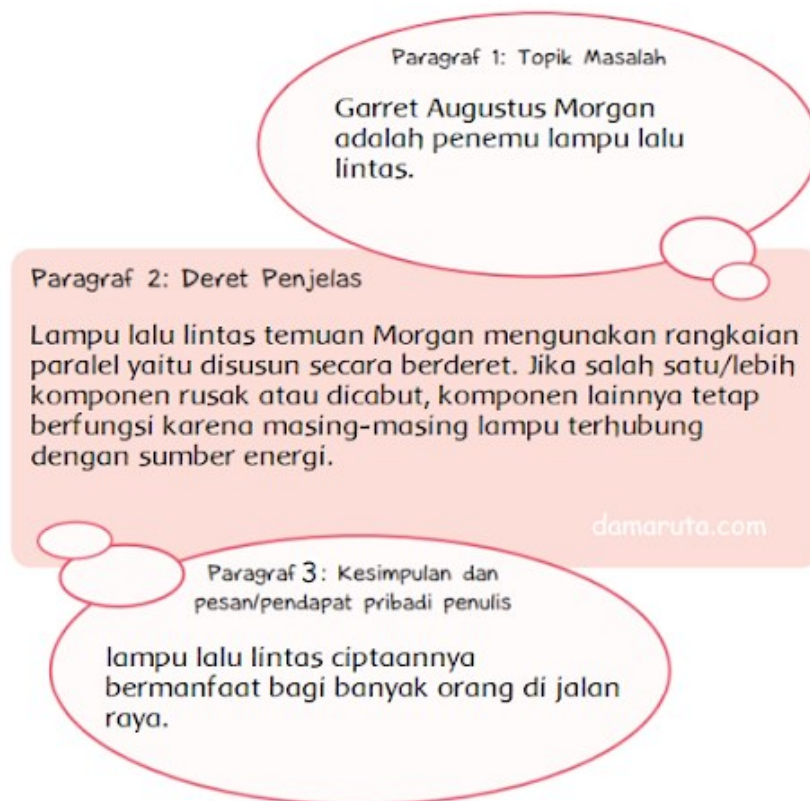 Paragraf 1: Topik Masalah
Garret Augustus Morgan
adalah penemu lampu lalu
lintas.
Paragraf 2: Deret Penjelas
Lampu lalu lintas temuan Morgan mengunakan rangkaian
paralel yaitu disusun secara berderet. Jika salah satu/lebih
komponen rusak atau dicabut, komponen lainnya tetap
berfungsi karena masing-masing lampu terhubung
dengan sumber energi.
damaruta.com
Paragraf 3: Kesimpulan dan
pesan/pendapat pribadi penulis
lampu lalu lintas ciptaannya
bermanfaat bagi banyak orang di jalan
raya.